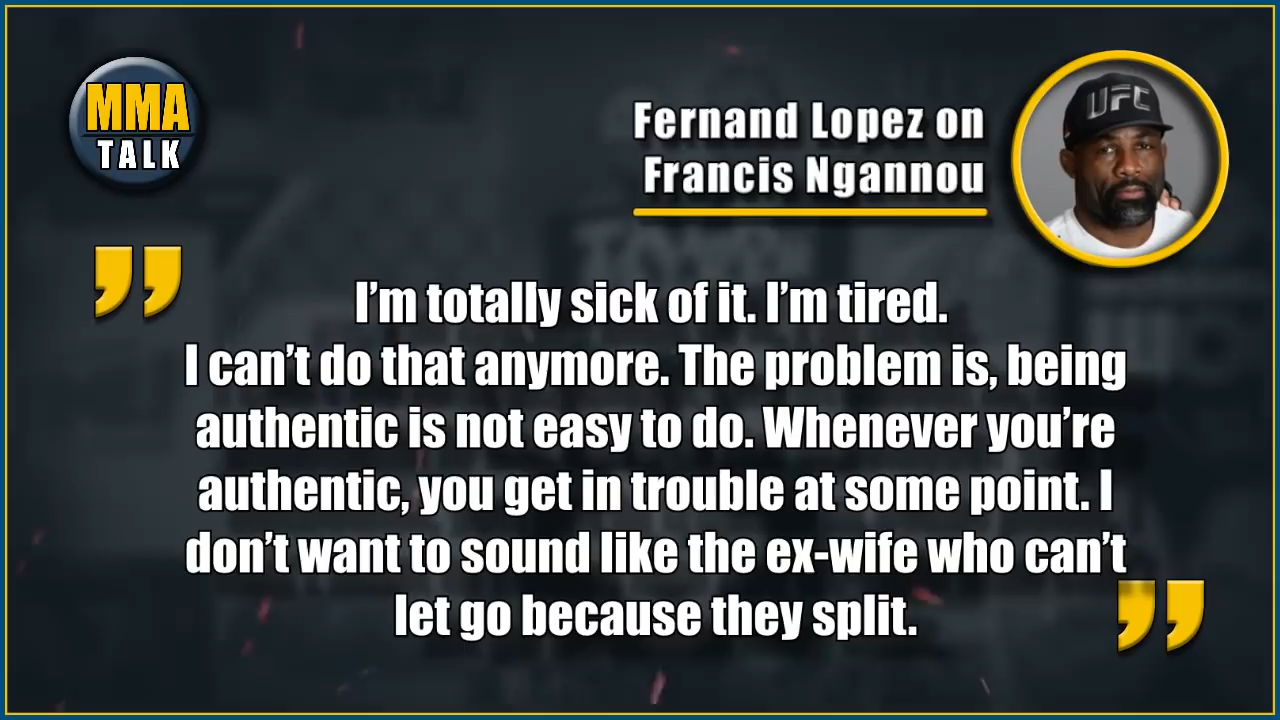 MMA
TALK
Fernand Lopez on
Francis Ngannou
UFC
”
I’m totally sick of it. I’m tired.
I can’t do that anymore. The problem is, being
authentic is not easy to do. Whenever you’re
authentic, you get in trouble at some point. I
don’t want to sound like the ex-wife who can’t
let go because they split.
”